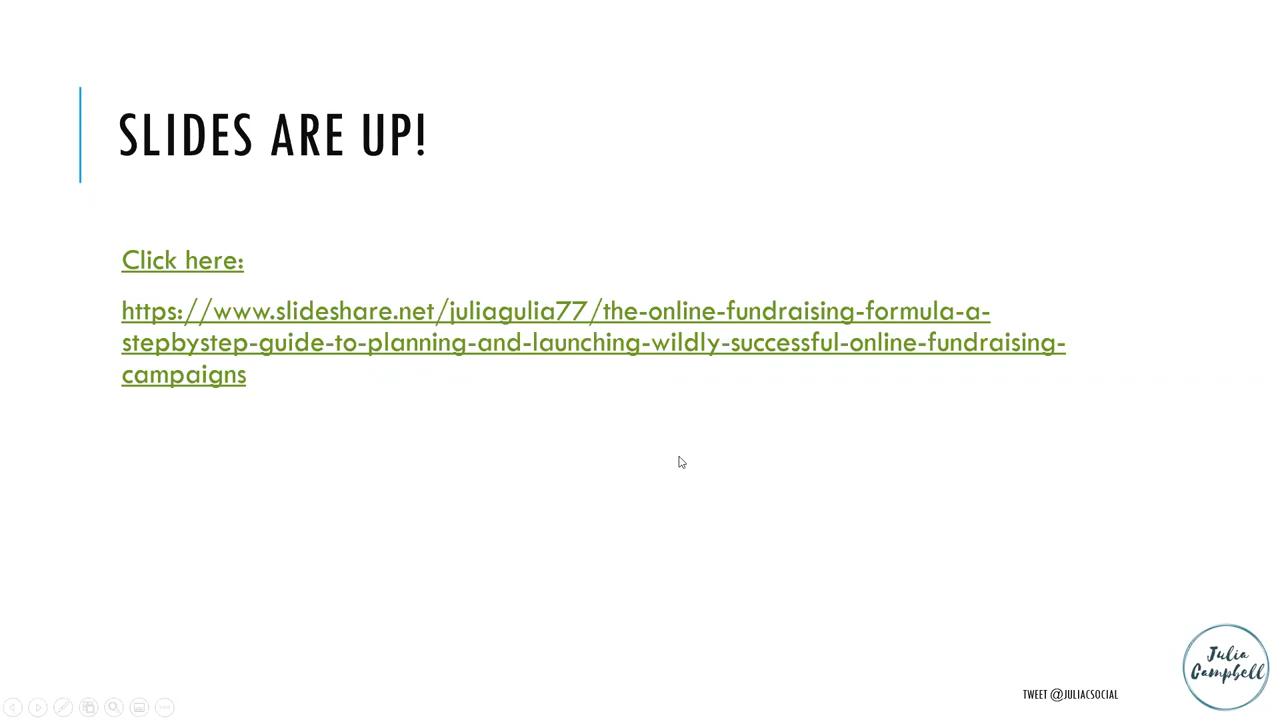 SLIDES ARE UP!
Click here:
https://www.slideshare.net/juliagulia77/the-online-fundraising-formula-a-
stepbystep-guide-to-planning-and-launching-wildly-successful-online-fundraising-
campaigns
Julia
Campbell
TWEET @JULIACSOCIAL